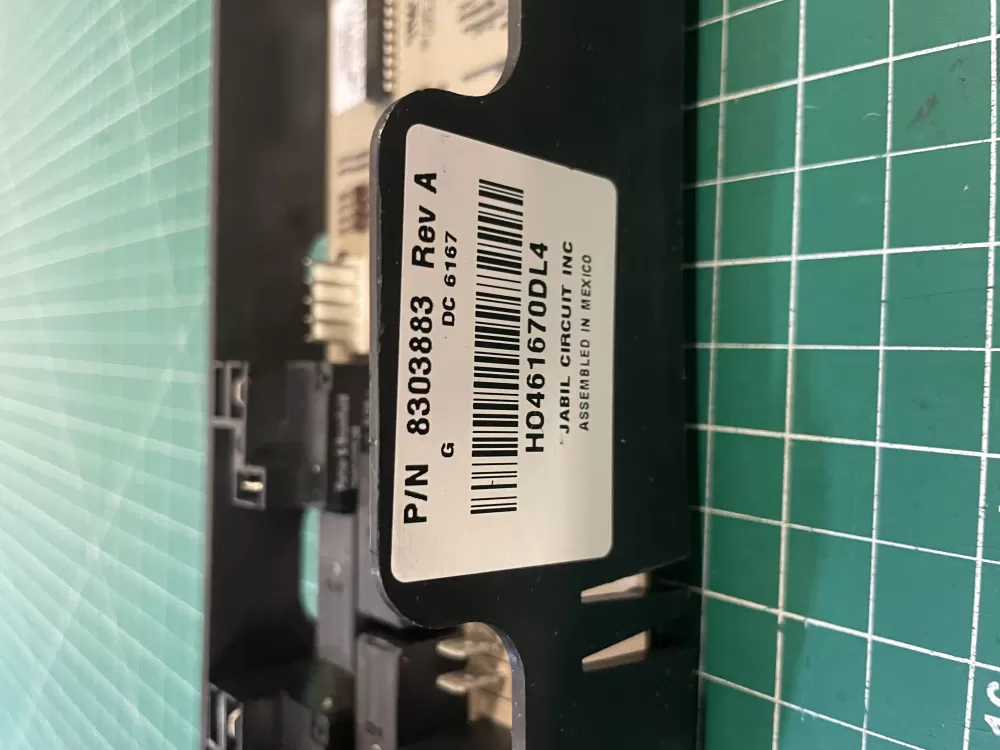 P/N 8303883 Rev A
G DC 6167
HO461670DL4
JABIL CIRCUIT INC
ASSEMBLED IN MEXICO